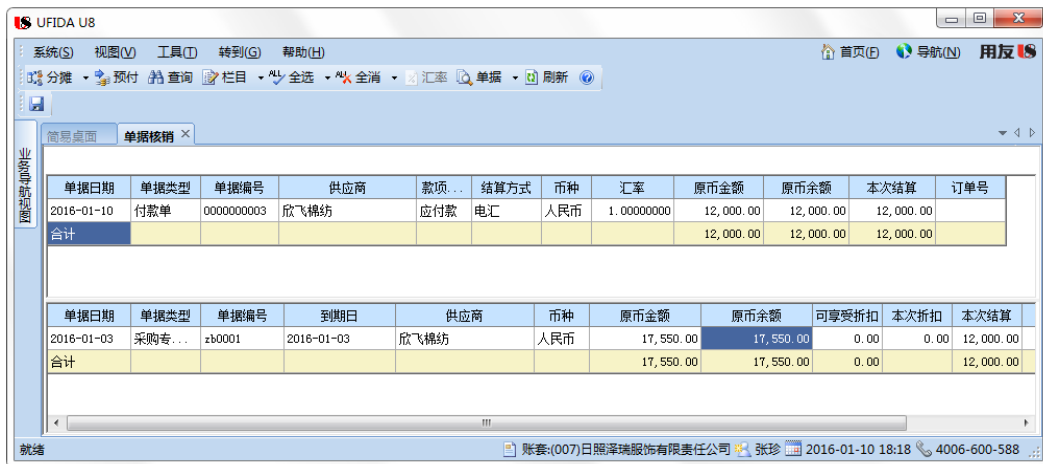 UFIDA U8
系统(S) 视图(V) 工具(T) 转到(G) 帮助(H) 首页(F) 导航(N) 用友U8
分摊 预付 查询 栏目 ALL 全选 ALL 全消 汇率 单据 刷新
简易桌面 单据核销
业务导航视图
单据日期 单据类型 单据编号 供应商 款项... 结算方式 币种 汇率 原币金额 原币余额 本次结算 订单号
2016-01-10 付款单 0000000003 欣飞棉纺 应付款 电汇 人民币 1.00000000 12,000.00 12,000.00 12,000.00
合计 12,000.00 12,000.00 12,000.00
单据日期 单据类型 单据编号 到期日 供应商 币种 原币金额 原币余额 可享受折扣 本次折扣 本次结算
2016-01-03 采购专... zb0001 2016-01-03 欣飞棉纺 人民币 17,550.00 17,550.00 0.00 0.00 12,000.00
合计 17,550.00 17,550.00 0.00 12,000.00
就绪 账套:(007)日照泽瑞服饰有限责任公司 张珍 2016-01-10 18:18 4006-600-588